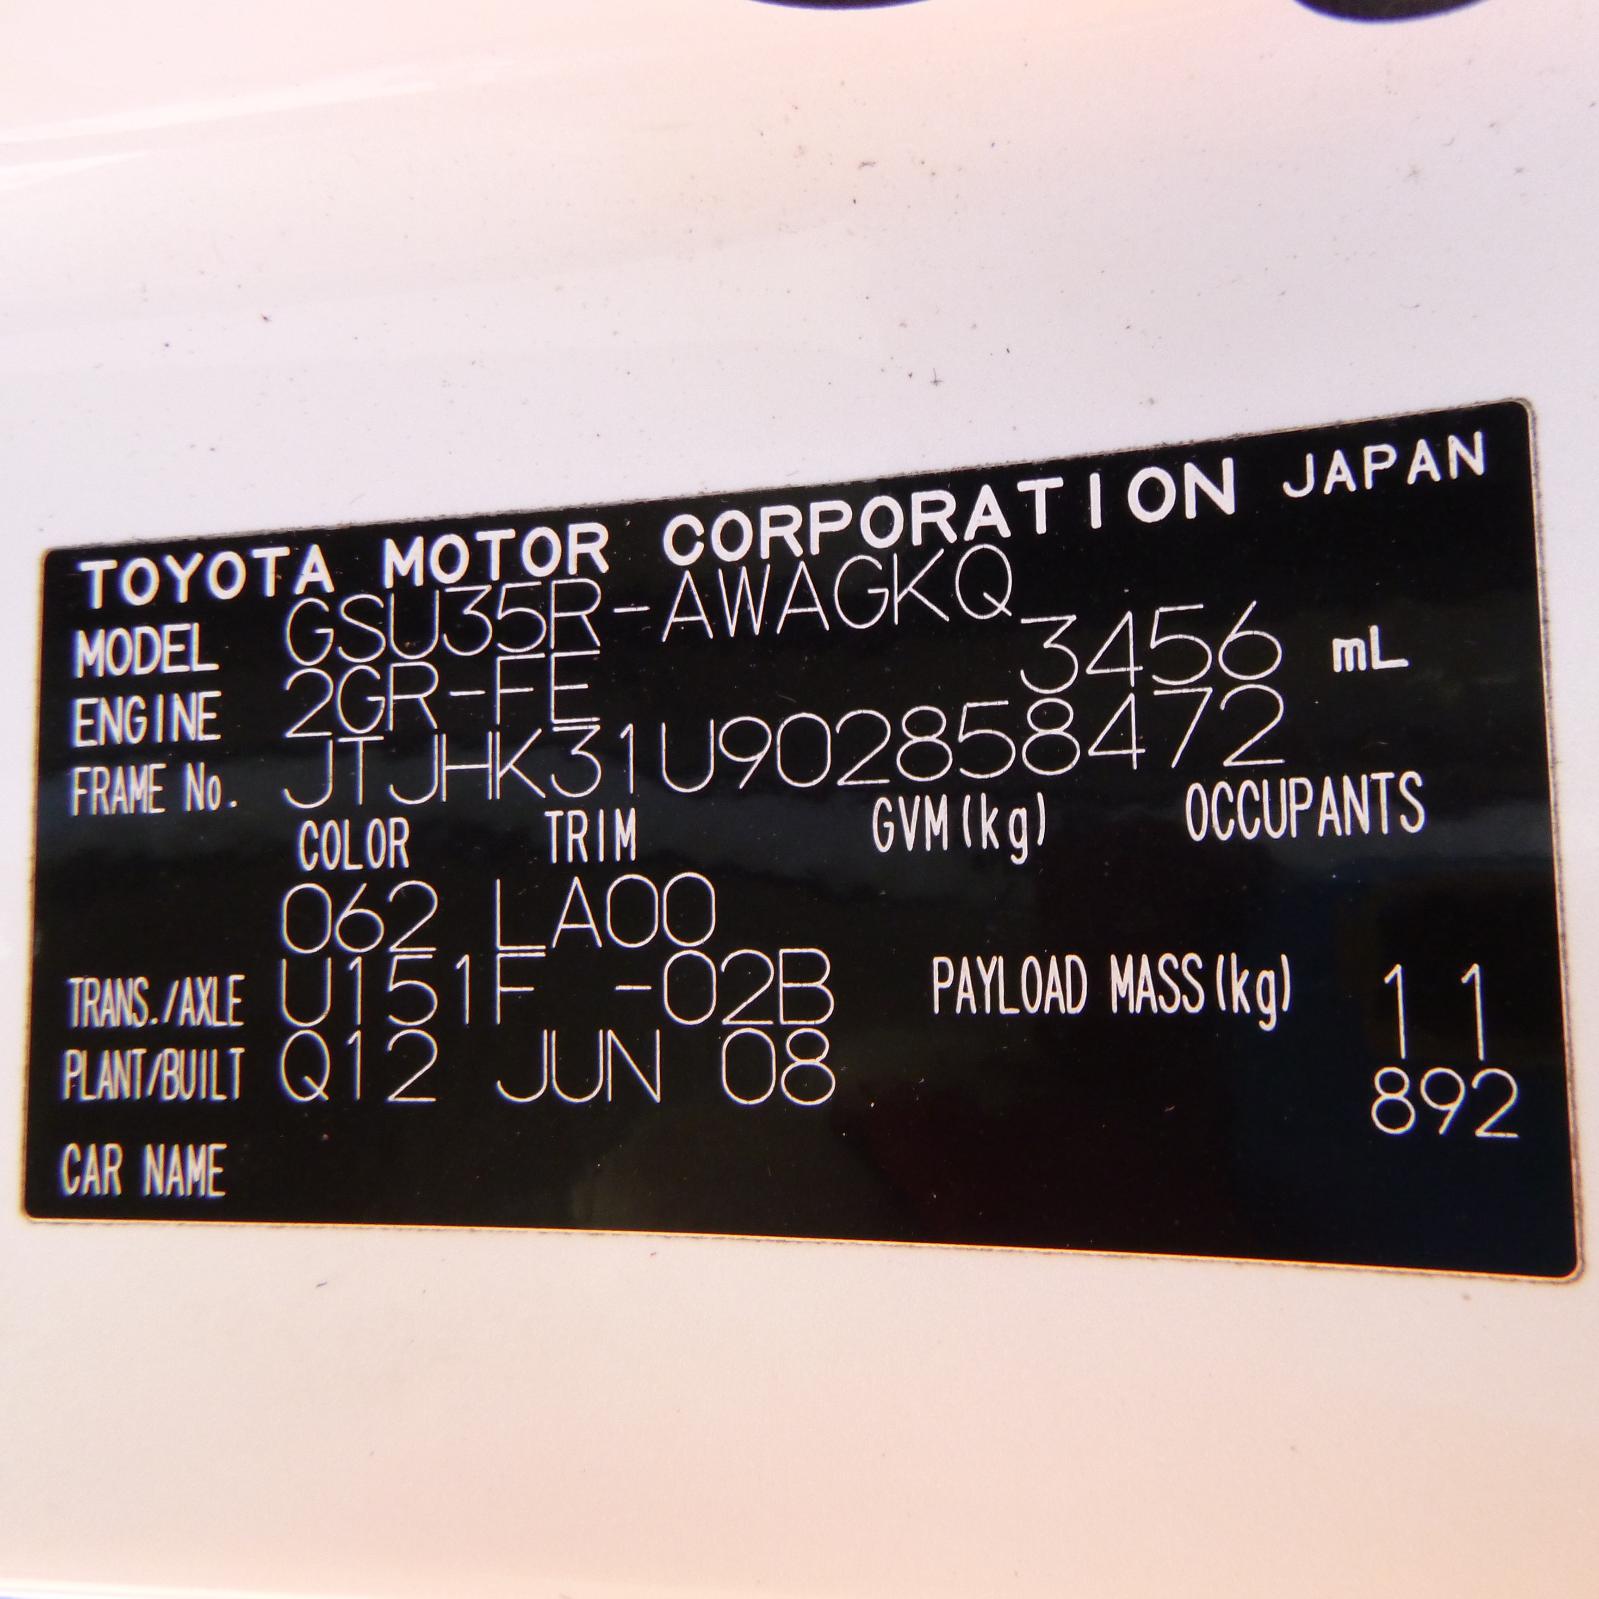 TOYOTA MOTOR CORPORATION JAPAN
MODEL GSU35R-AWAGKQ
ENGINE 2GR-FE 3456 mL
FRAME No. JTJHK31U902858472
COLOR TRIM GVM(kg) OCCUPANTS
062 LA00
TRANS./AXLE U151F -02B PAYLOAD MASS(kg) 11
PLANT/BUILT Q12 JUN 08 892
CAR NAME